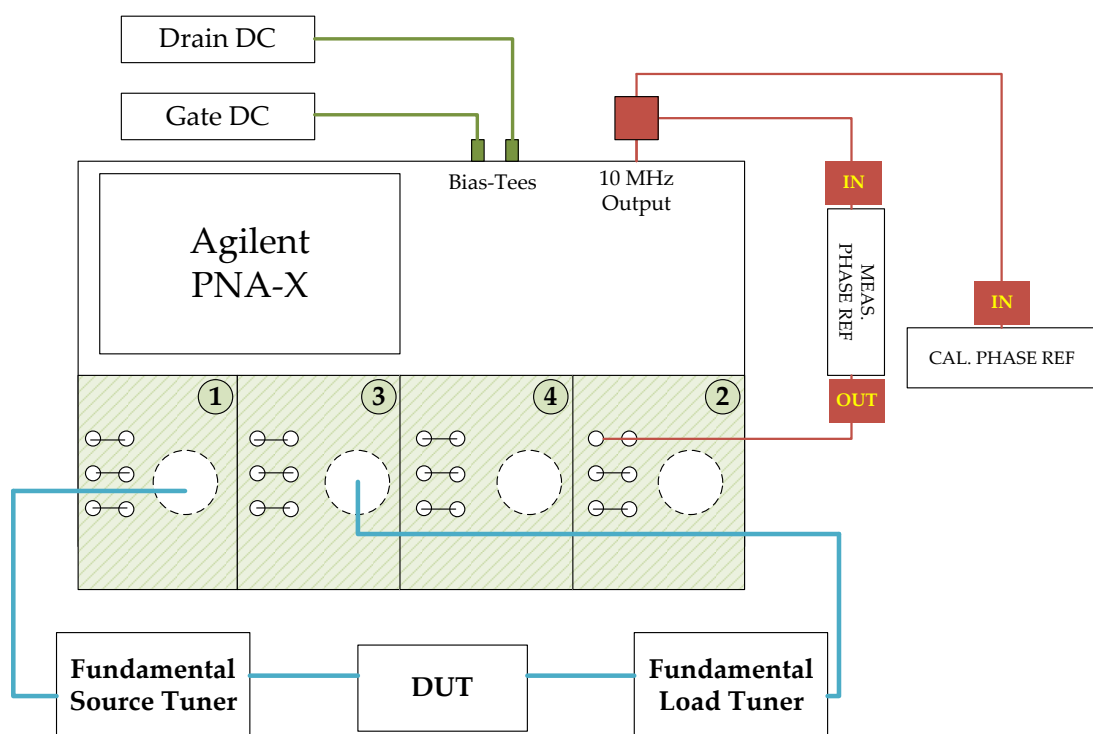 Drain DC
Gate DC
Bias-Tees
10 MHz
Output
IN
Agilent
PNA-X
MEAS.
PHASE REF
IN
CAL. PHASE REF
OUT
1
3
4
2
Fundamental
Source Tuner
DUT
Fundamental
Load Tuner